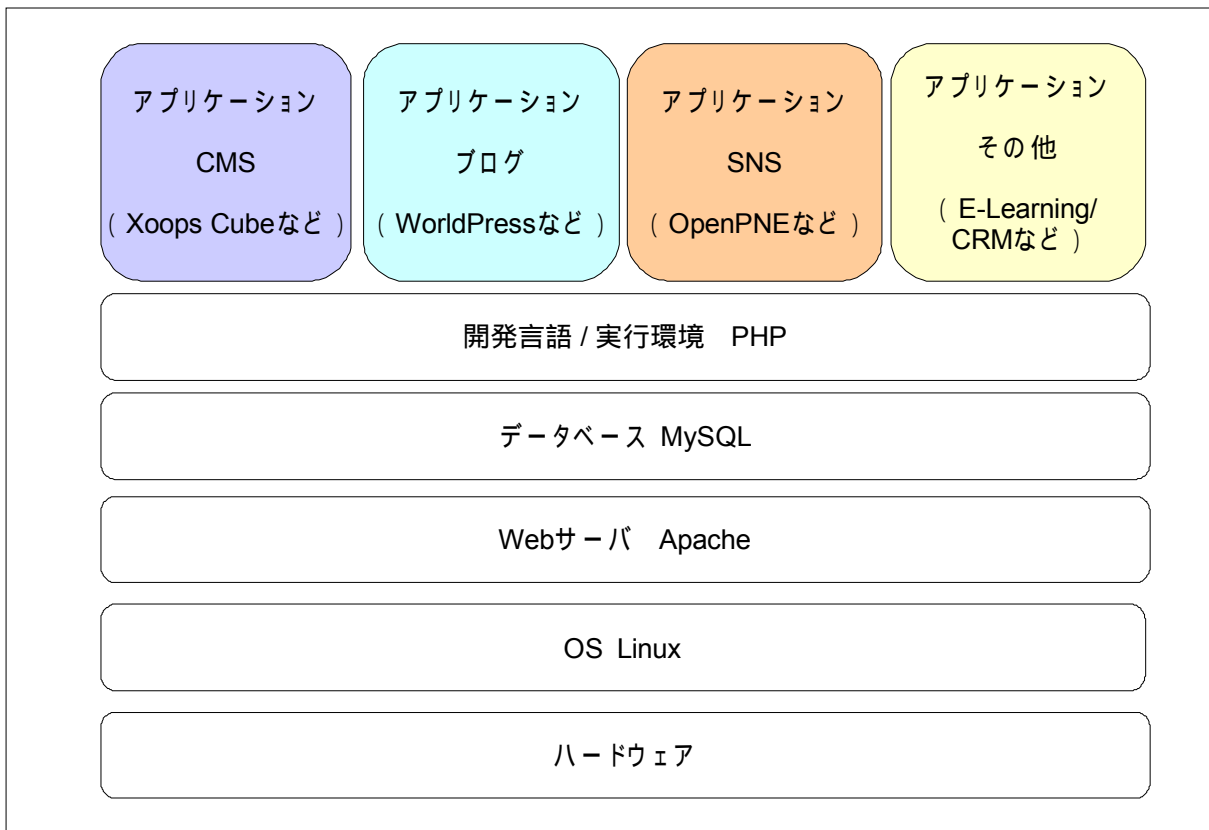 アプリケーション
CMS
（ Xoops Cubeなど ）
アプリケーション
ブログ
（ WorldPressなど ）
アプリケーション
SNS
（ OpenPNEなど ）
アプリケーション
その他
（ E-Learning/
CRMなど ）
開発言語 / 実行環境　PHP
データベース MySQL
Webサーバ　Apache
OS Linux
ハードウェア